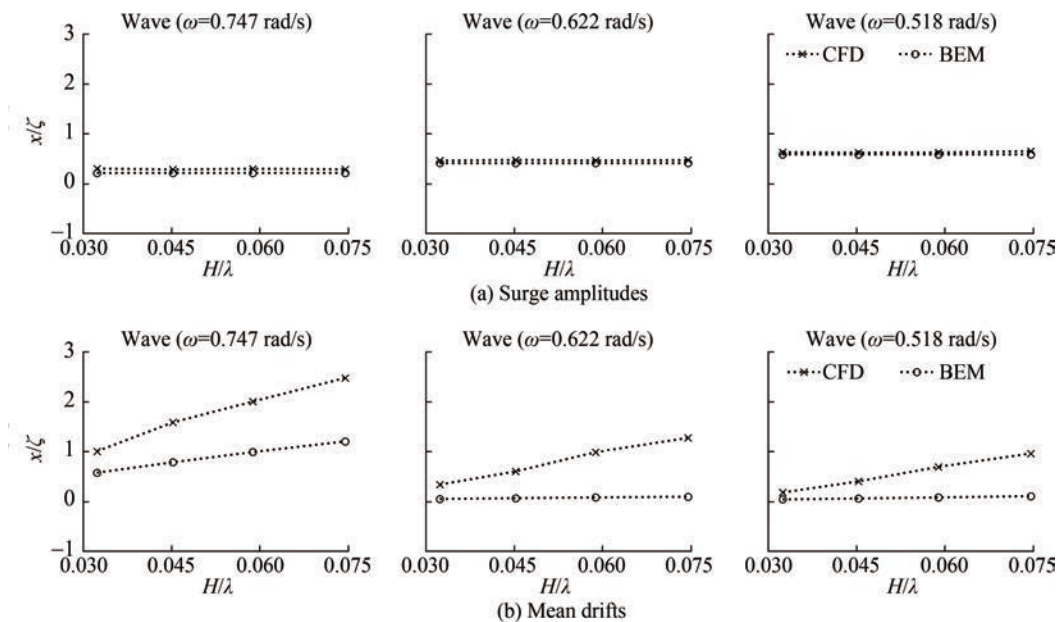 Wave (ω=0.747 rad/s) Wave (ω=0.622 rad/s) Wave (ω=0.518 rad/s)
CFD BEM
3
2
1
0
−1
x/ζ
0.030 0.045 0.060 0.075 0.030 0.045 0.060 0.075 0.030 0.045 0.060 0.075
H/λ H/λ H/λ
(a) Surge amplitudes
Wave (ω=0.747 rad/s) Wave (ω=0.622 rad/s) Wave (ω=0.518 rad/s)
CFD BEM
3
2
1
0
−1
x/ζ
0.030 0.045 0.060 0.075 0.030 0.045 0.060 0.075 0.030 0.045 0.060 0.075
H/λ H/λ H/λ
(b) Mean drifts